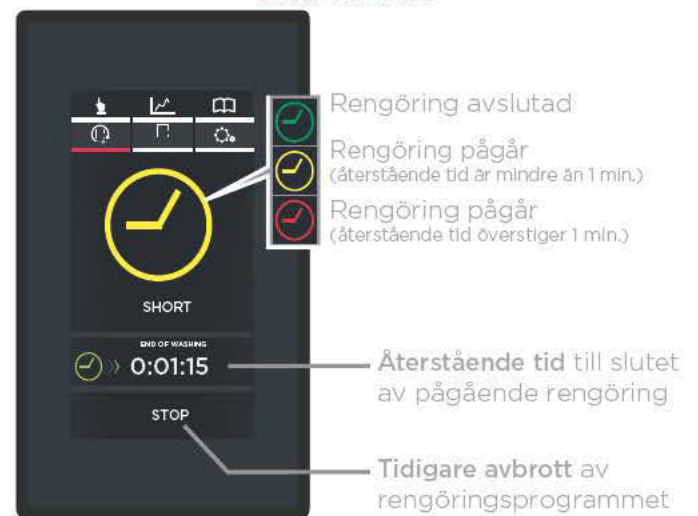 Rengöring avslutad
Rengöring pågår
(återstående tid är mindre än 1 min.)
Rengöring pågår
(återstående tid överstiger 1 min.)
SHORT
END OF WASHING
0:01:15
STOP
Återstående tid till slutet
av pågående rengöring
Tidigare avbrott av
rengöringsprogrammet